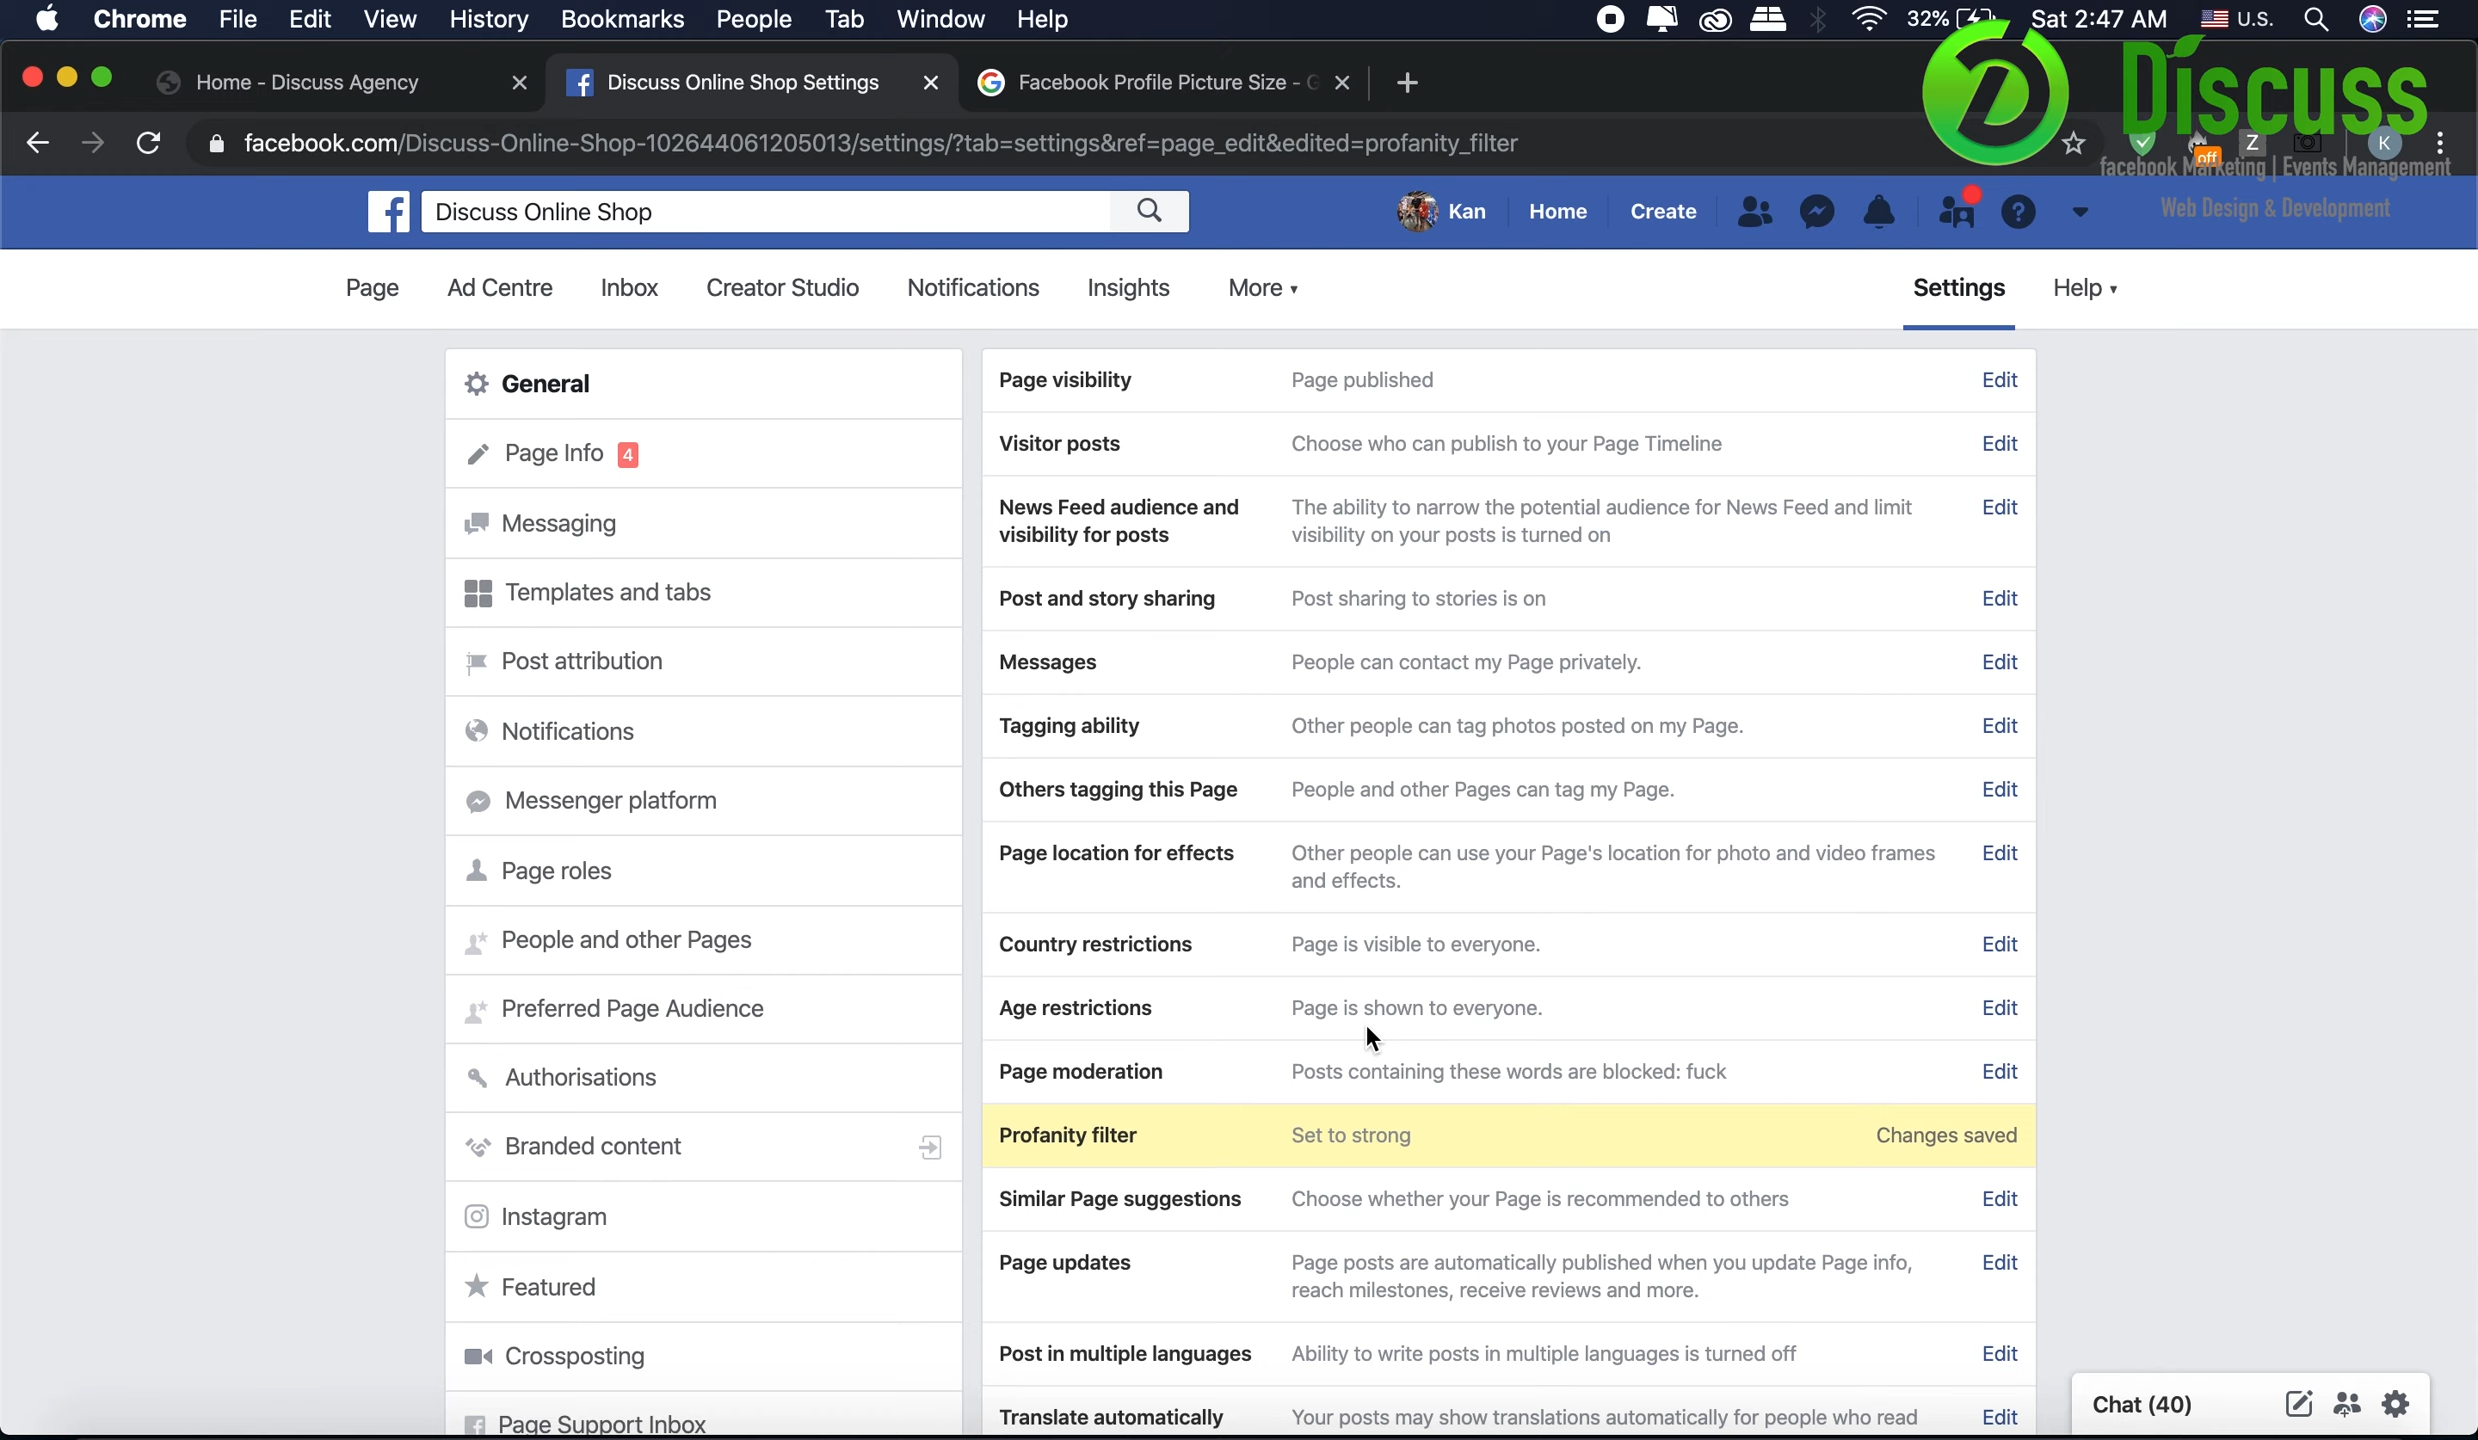 Chrome File Edit View History Bookmarks People Tab Window Help 32% Sat 2:47 AM U.S.
Home - Discuss Agency Discuss Online Shop Settings Facebook Profile Picture Size - G
Discuss
facebook.com/Discuss-Online-Shop-102644061205013/settings/?tab=settings&ref=page_edit&edited=profanity_filter off Z K
facebook Marketing | Events Management
Web Design & Development
Discuss Online Shop Kan Home Create
Page Ad Centre Inbox Creator Studio Notifications Insights More Settings Help
General
Page Info 4
Messaging
Templates and tabs
Post attribution
Notifications
Messenger platform
Page roles
People and other Pages
Preferred Page Audience
Authorisations
Branded content
Instagram
Featured
Crossposting
Page Support Inbox
Page visibility Page published Edit
Visitor posts Choose who can publish to your Page Timeline Edit
News Feed audience and The ability to narrow the potential audience for News Feed and limit Edit
visibility for posts visibility on your posts is turned on
Post and story sharing Post sharing to stories is on Edit
Messages People can contact my Page privately. Edit
Tagging ability Other people can tag photos posted on my Page. Edit
Others tagging this Page People and other Pages can tag my Page. Edit
Page location for effects Other people can use your Page's location for photo and video frames Edit
and effects.
Country restrictions Page is visible to everyone. Edit
Age restrictions Page is shown to everyone. Edit
Page moderation Posts containing these words are blocked: fuck Edit
Profanity filter Set to strong Changes saved
Similar Page suggestions Choose whether your Page is recommended to others Edit
Page updates Page posts are automatically published when you update Page info, Edit
reach milestones, receive reviews and more.
Post in multiple languages Ability to write posts in multiple languages is turned off Edit
Translate automatically Your posts may show translations automatically for people who read Edit
Chat (40)